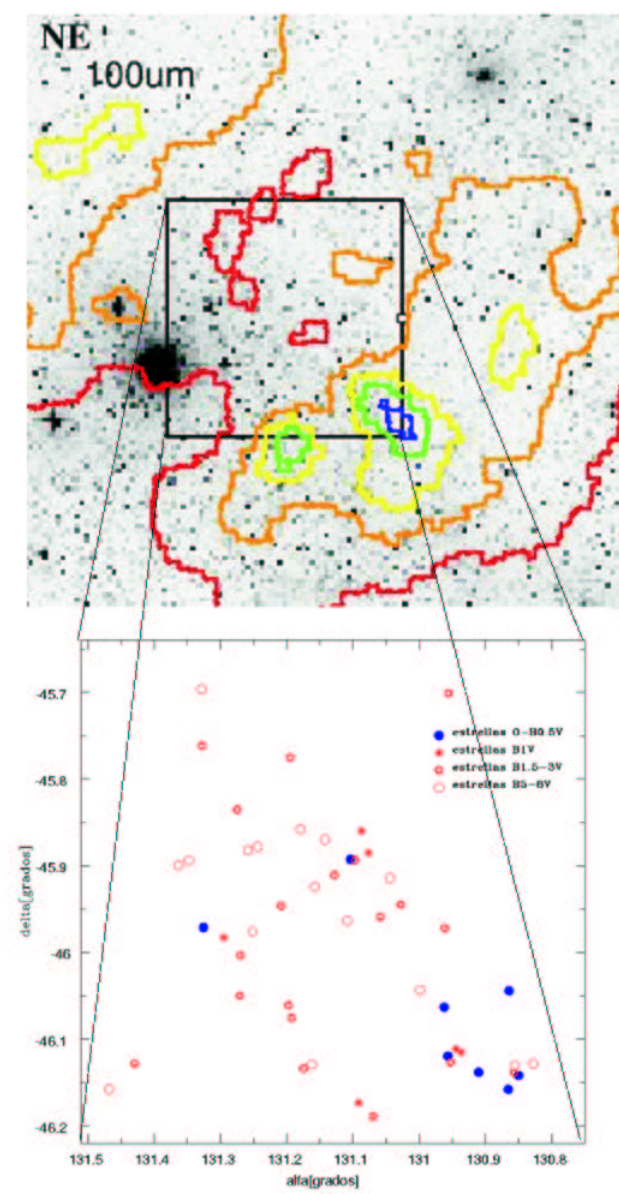 NE
100um
-45.7
-45.8
-45.9
-46
-46.1
-46.2
delta[grados]
estrellas O-B0.5V
estrellas B1V
estrellas B1.5-3V
estrellas B5-8V
131.5 131.4 131.3 131.2 131.1 131 130.9 130.8
alfa[grados]